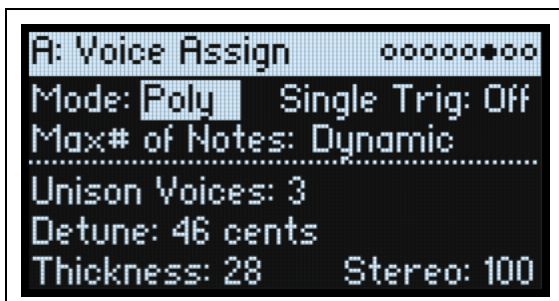 A: Voice Assign
Mode: Poly Single Trig: Off
Max# of Notes: Dynamic
Unison Voices: 3
Detune: 46 cents
Thickness: 28 Stereo: 100